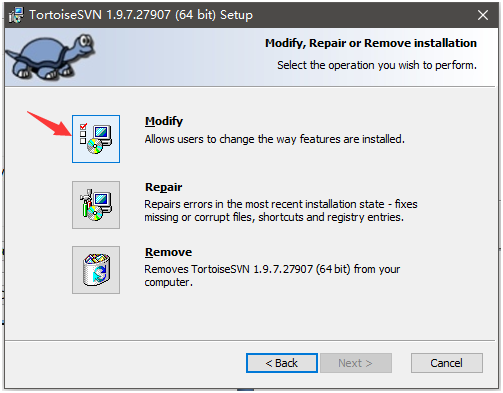 TortoiseSVN 1.9.7.27907 (64 bit) Setup
Modify, Repair or Remove installation
Select the operation you wish to perform.
Modify
Allows users to change the way features are installed.
Repair
Repairs errors in the most recent installation state - fixes
missing or corrupt files, shortcuts and registry entries.
Remove
Removes TortoiseSVN 1.9.7.27907 (64 bit) from your
computer.
< Back
Next >
Cancel